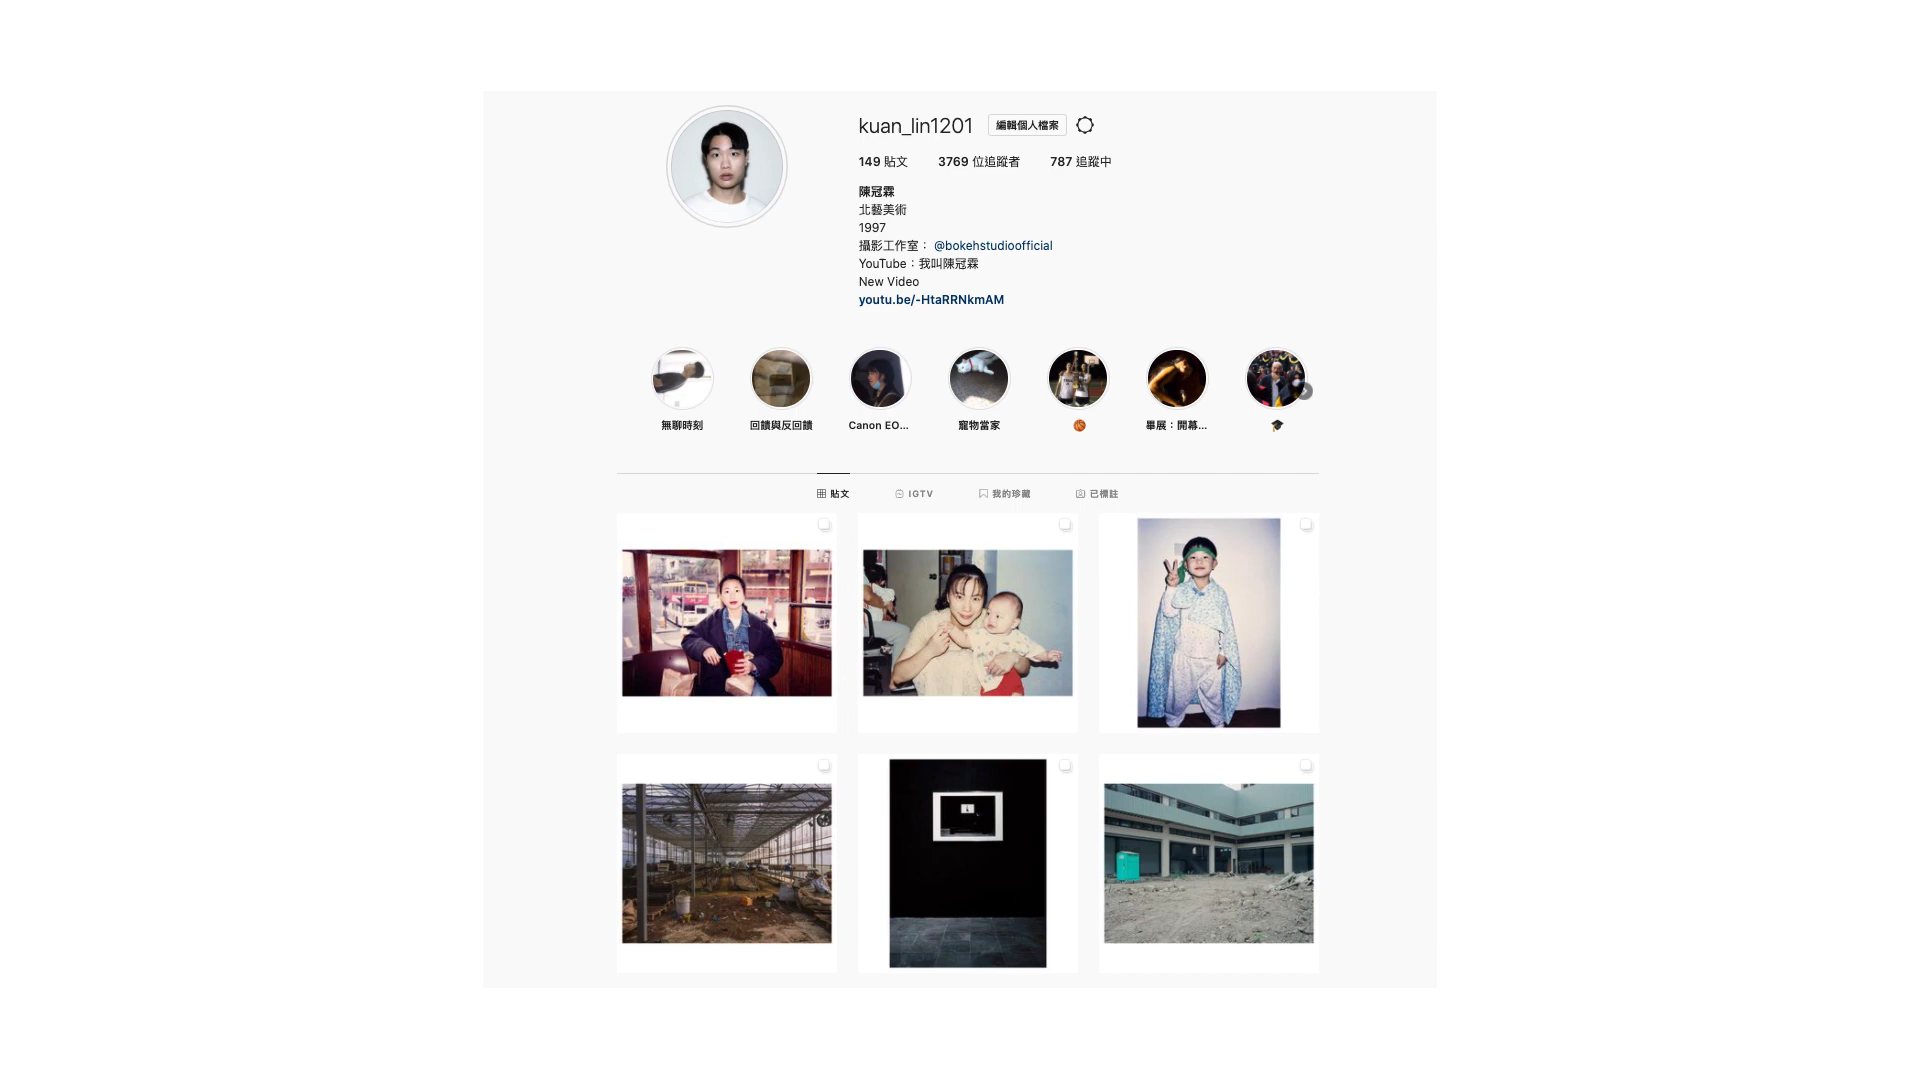 kuan_lin1201 編輯個人檔案
149 貼文 3769 位追蹤者 787 追蹤中
陳冠霖
北藝美術
1997
攝影工作室： @bokehstudioofficial
YouTube：我叫陳冠霖
New Video
youtu.be/-HtaRRNkmAM
無聊時刻 回饋與反回饋 Canon EO... 寵物當家 🏀 畢展：開幕... 🎓
貼文 IGTV 我的珍藏 已標註